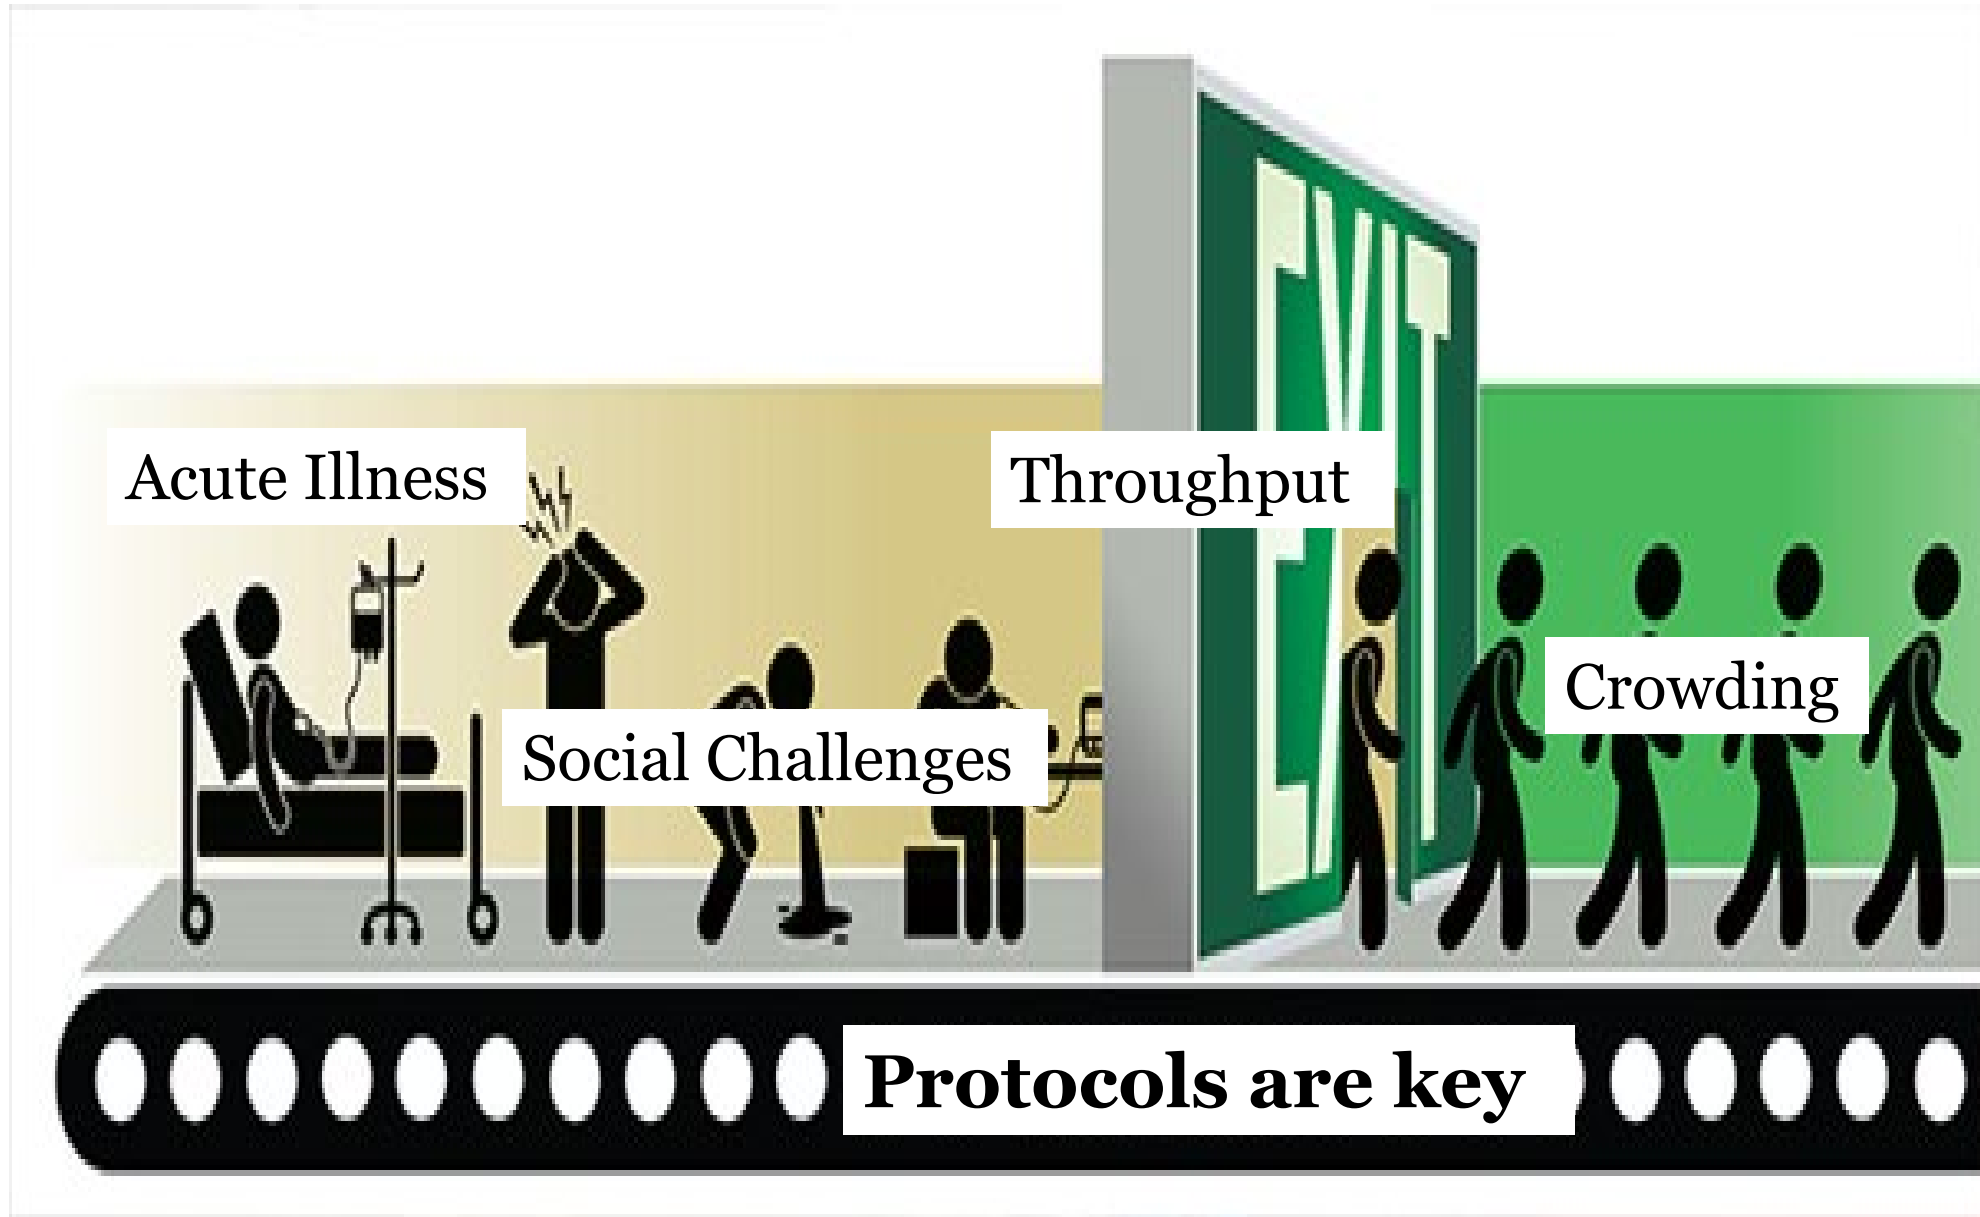 EXIT
Acute Illness
Throughput
Crowding
Social Challenges
Protocols are key